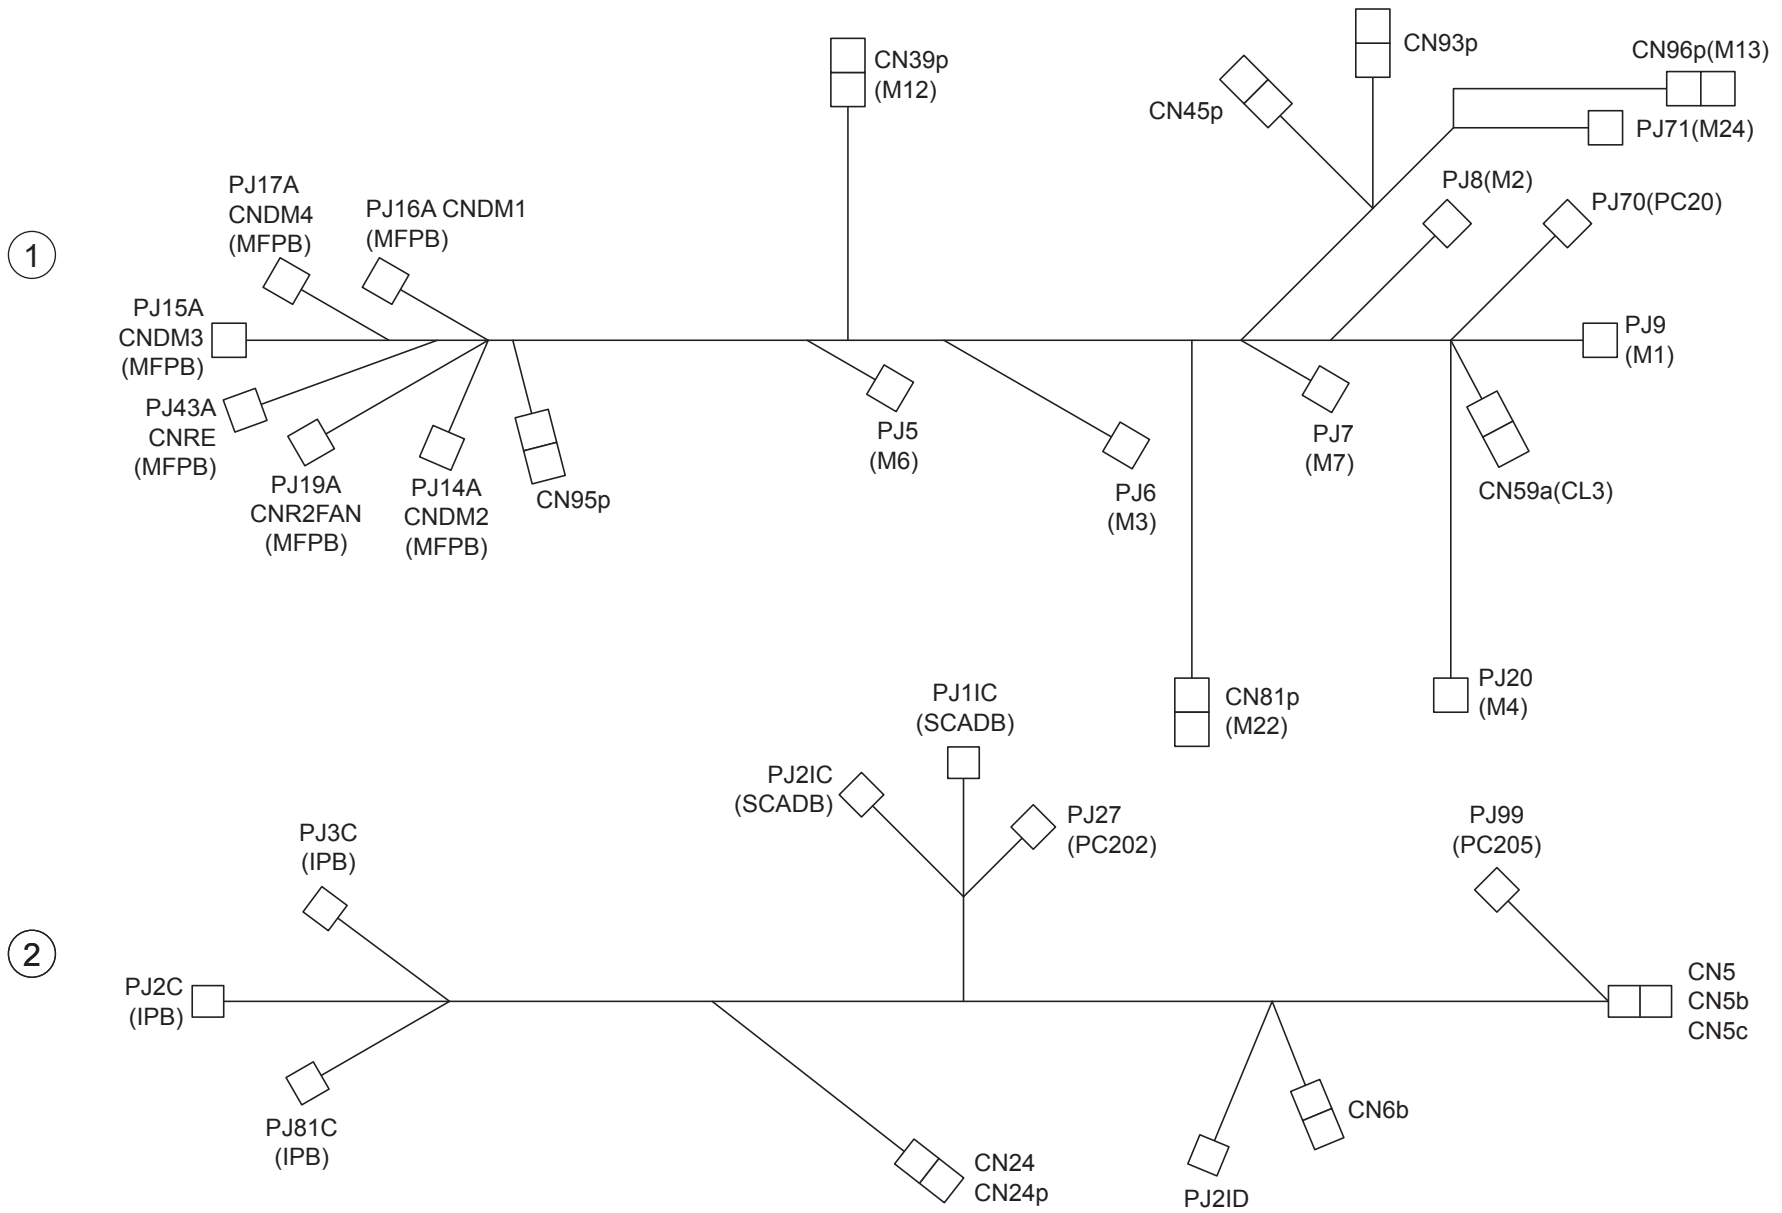 1
CN39p
(M12)
CN93p
CN45p
CN96p(M13)
PJ71(M24)
PJ8(M2)
PJ70(PC20)
PJ17A
CNDM4
(MFPB)
PJ16A CNDM1
(MFPB)
PJ15A
CNDM3
(MFPB)
PJ9
(M1)
PJ43A
CNRE
(MFPB)
PJ19A
CNR2FAN
(MFPB)
PJ14A
CNDM2
(MFPB)
CN95p
PJ5
(M6)
PJ6
(M3)
PJ7
(M7)
CN59a(CL3)
CN81p
(M22)
PJ20
(M4)
2
PJ1IC
(SCADB)
PJ2IC
(SCADB)
PJ27
(PC202)
PJ99
(PC205)
PJ3C
(IPB)
PJ2C
(IPB)
PJ81C
(IPB)
CN5
CN5b
CN5c
CN24
CN24p
CN6b
PJ2ID